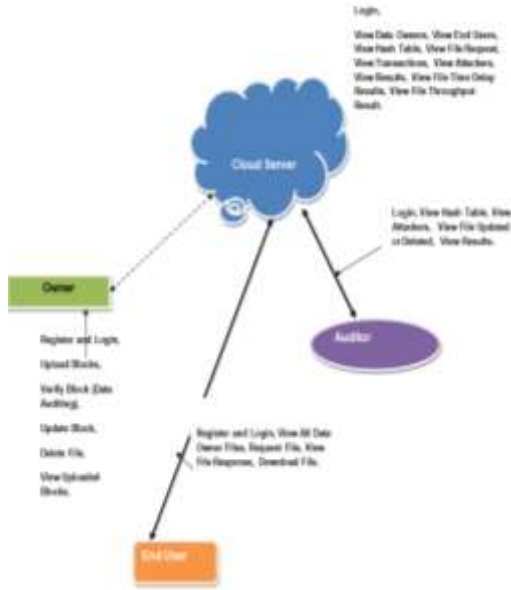 Login,
View Data Owners, View End Users,
View Hash Table, View File Request,
View Transactions, View Attackers,
View Results, View File Time Delay
Results, View File Throughput
Result.
Cloud Server
Login, View Hash Table, View
Attackers, View File Updated
or Deleted, View Results.
Owner
Auditor
Register and Login,
Upload Blocks,
Verify Block (Data
Auditing),
Update Block,
Delete File,
View Uploaded
Blocks,
Register and Login, View All Data
Owner Files, Request File, View
File Response, Download File.
End User